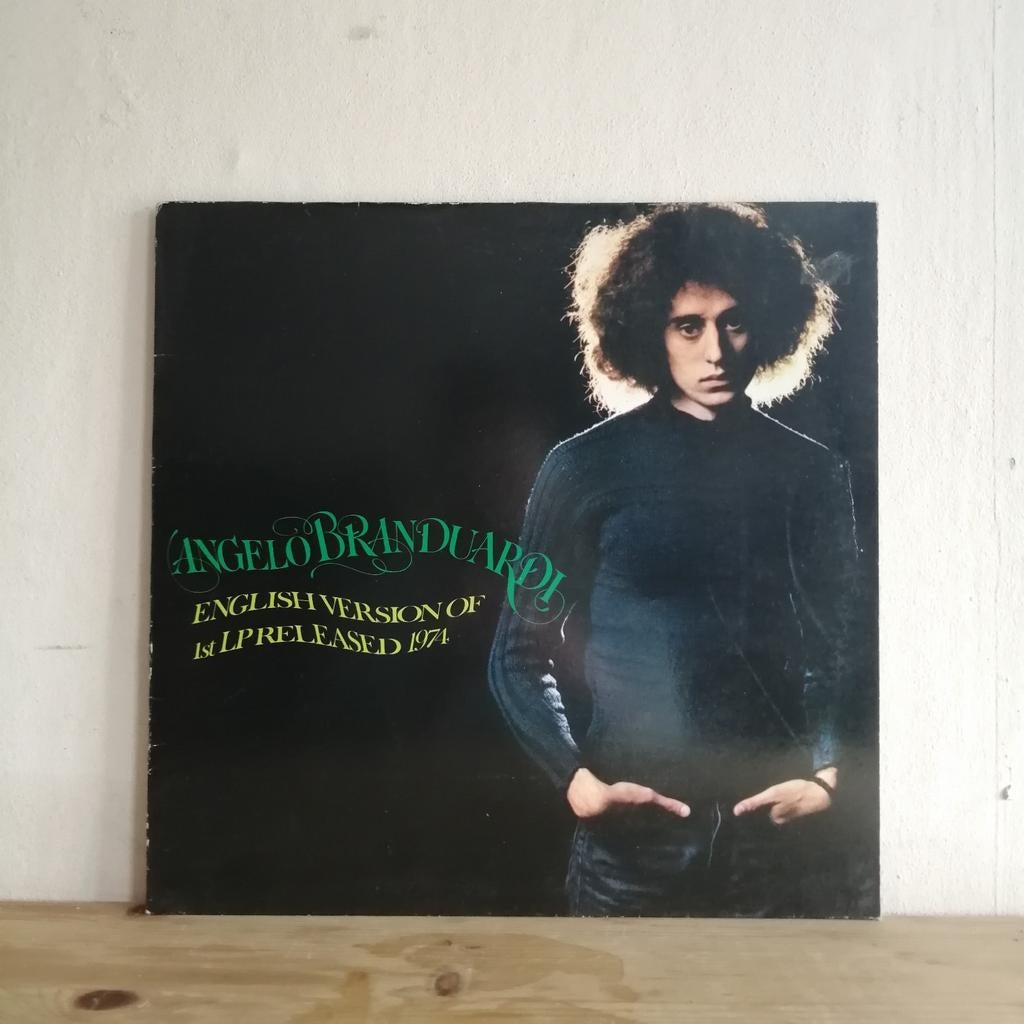 ANGELO BRANDUARDI
ENGLISH VERSION OF
1st LP RELEASED 1974.